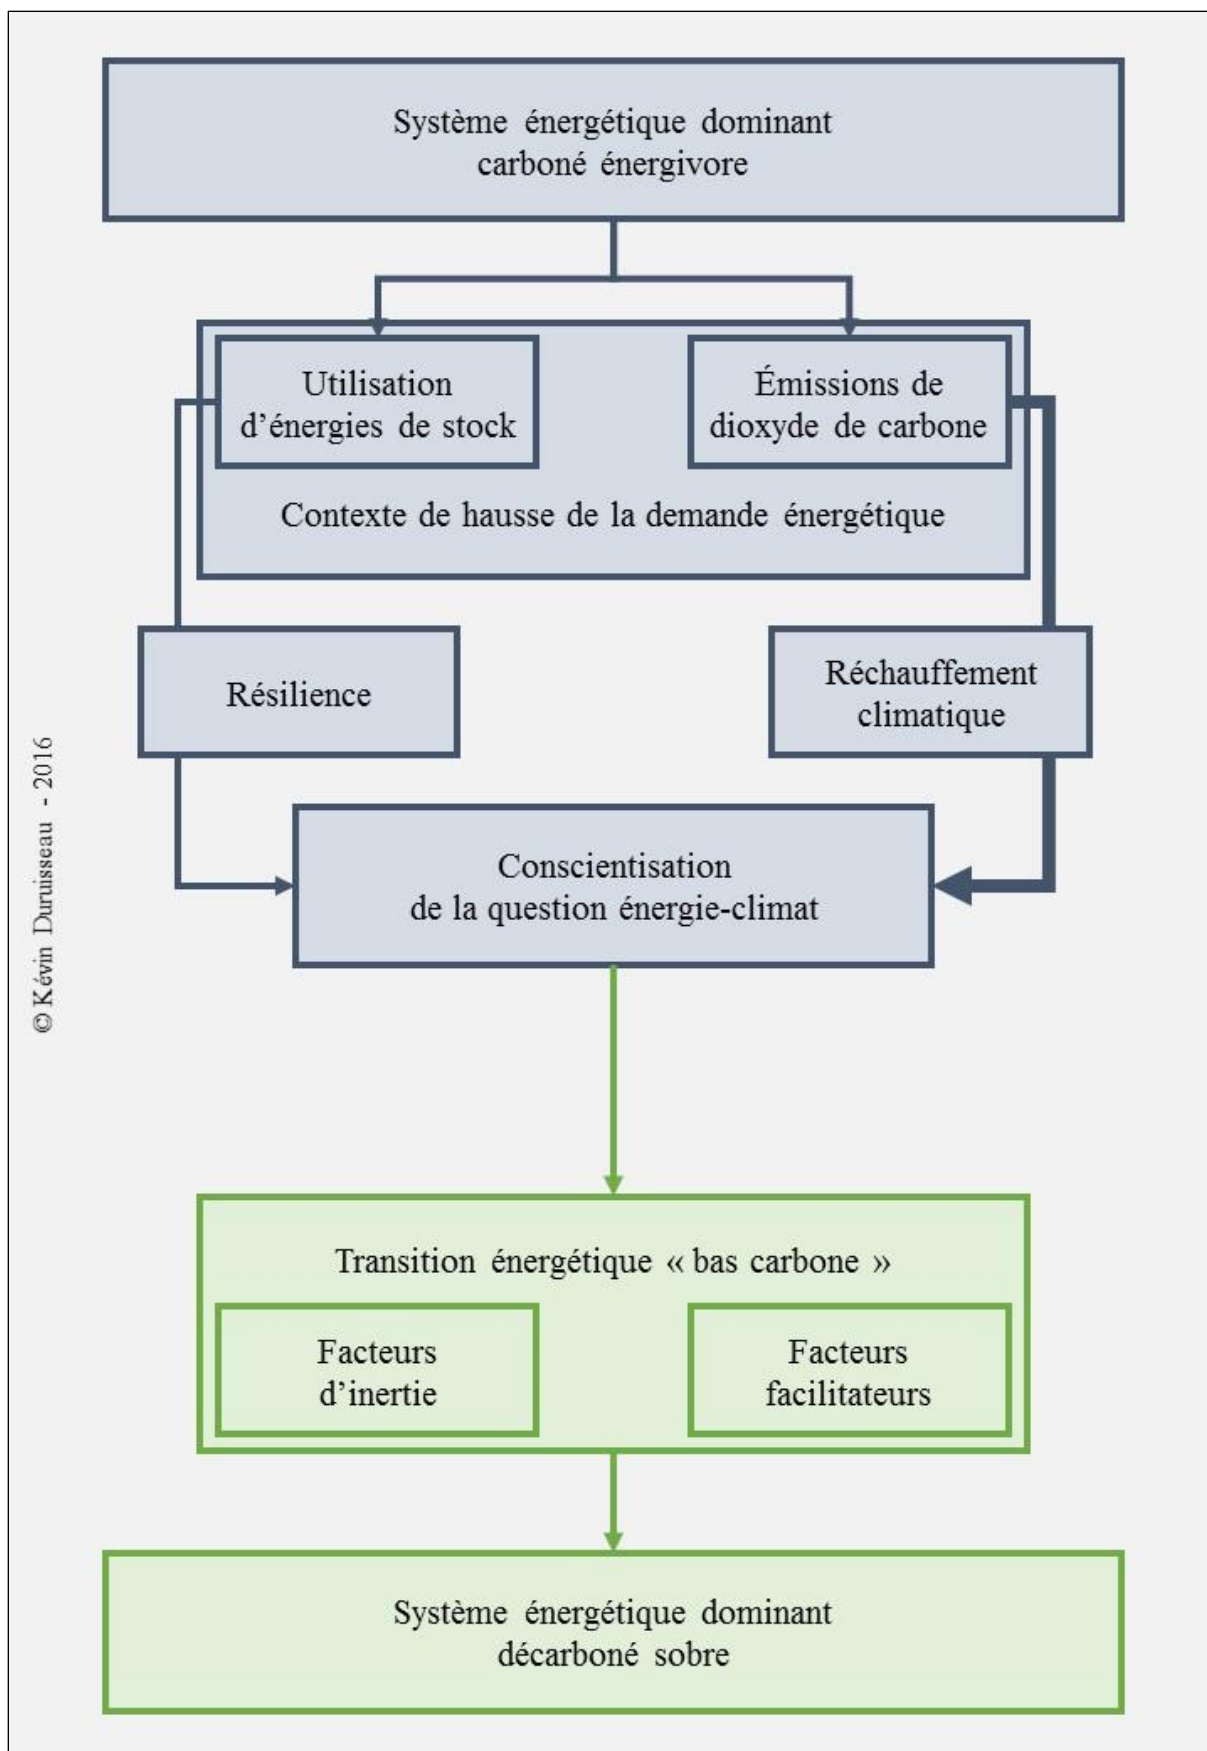 Système énergétique dominant
carboné énergivore
Utilisation
d'énergies de stock
Émissions de
dioxyde de carbone
Contexte de hausse de la demande énergétique
Résilience
Réchauffement
climatique
Conscientisation
de la question énergie-climat
Transition énergétique « bas carbone »
Facteurs
d'inertie
Facteurs
facilitateurs
Système énergétique dominant
décarboné sobre
© Kévin Duruisseau - 2016